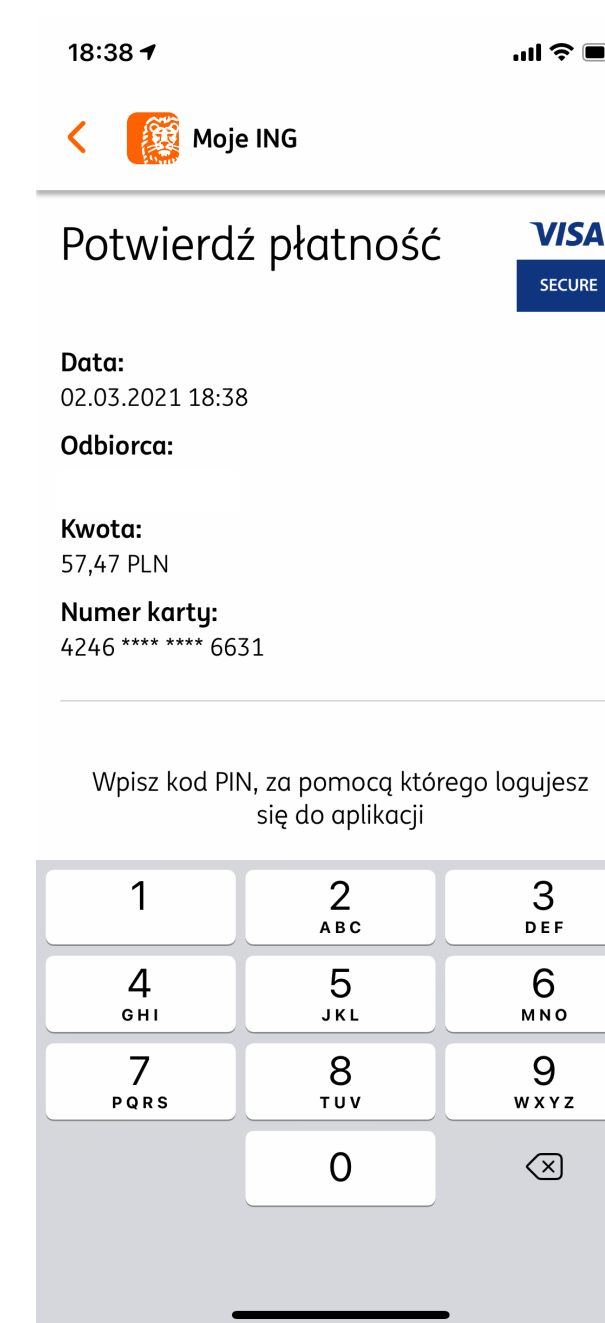 18:38
Moje ING
Potwierdź płatność
VISA
SECURE
Data:
02.03.2021 18:38
Odbiorca:
Kwota:
57,47 PLN
Numer karty:
4246 **** **** 6631
Wpisz kod PIN, za pomocą którego logujesz
się do aplikacji
1
2
ABC
3
DEF
4
GHI
5
JKL
6
MNO
7
PQRS
8
TUV
9
WXYZ
0